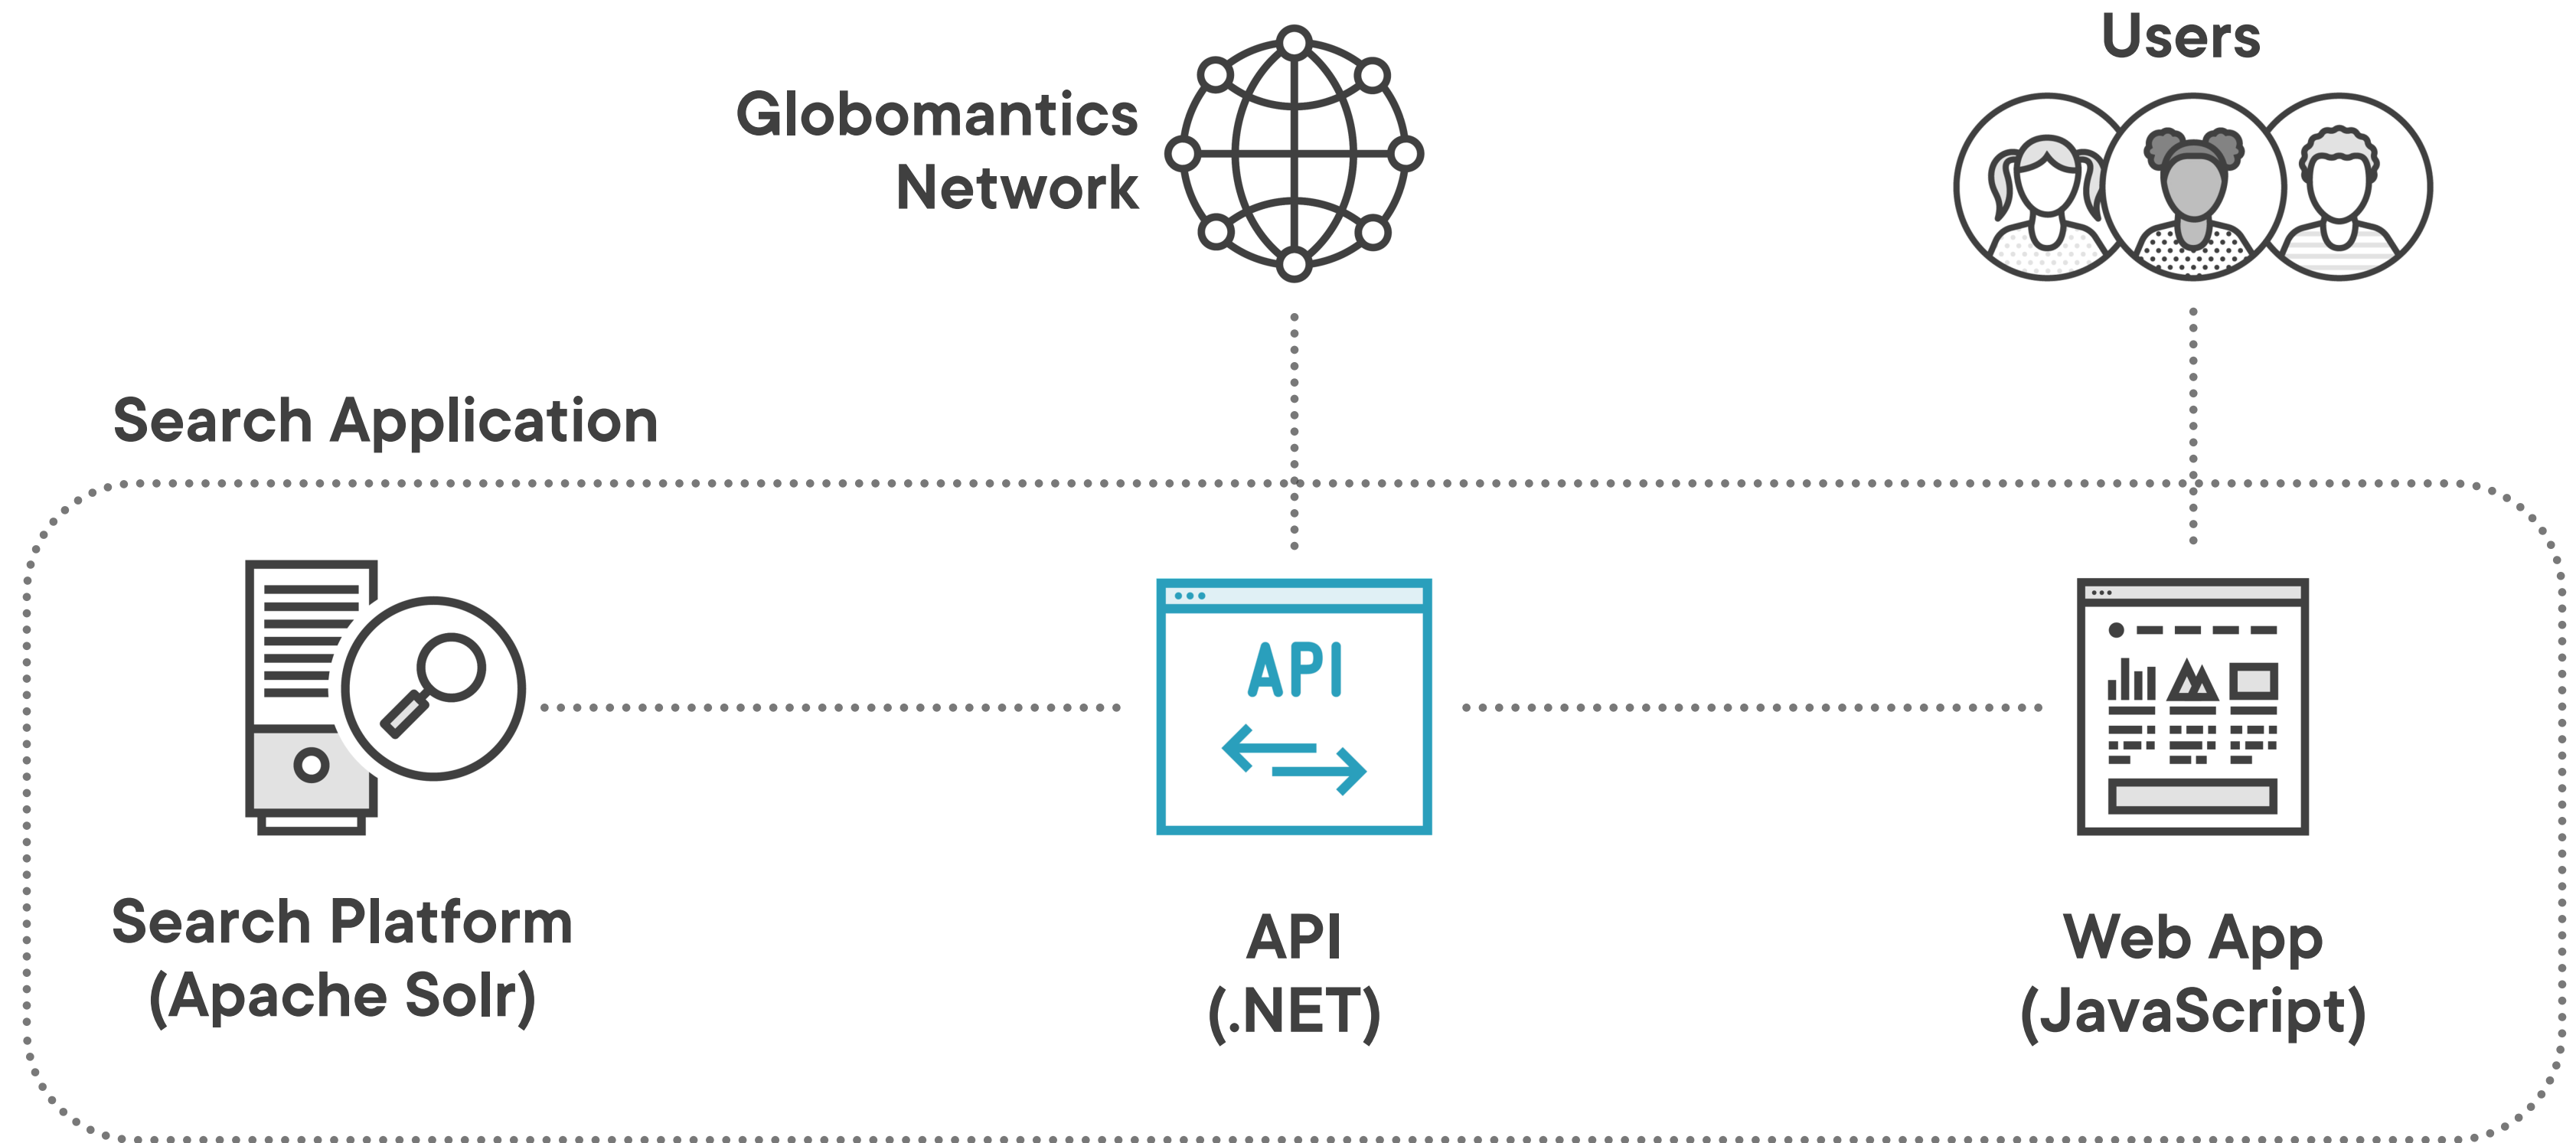 Users
Globomantics
Network
Search Application
API
Search Platform
(Apache Solr)
API
(.NET)
Web App
(JavaScript)